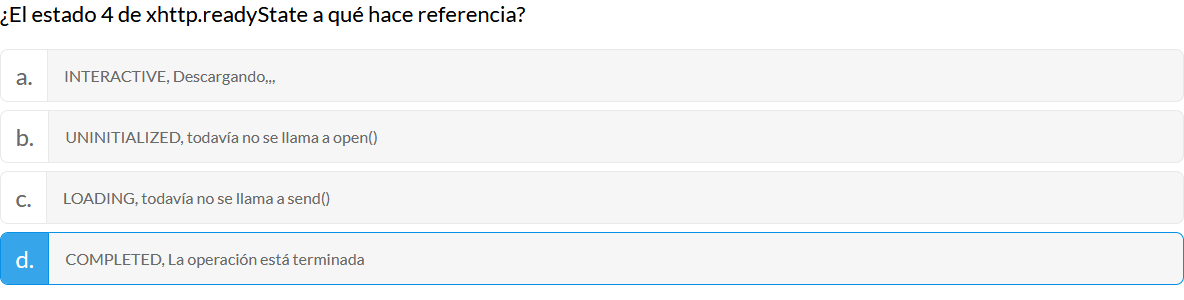 ¿El estado 4 de xhttp.readyState a qué hace referencia?
a. INTERACTIVE, Descargando,,,
b. UNINITIALIZED, todavía no se llama a open()
c. LOADING, todavía no se llama a send()
d. COMPLETED, La operación está terminada